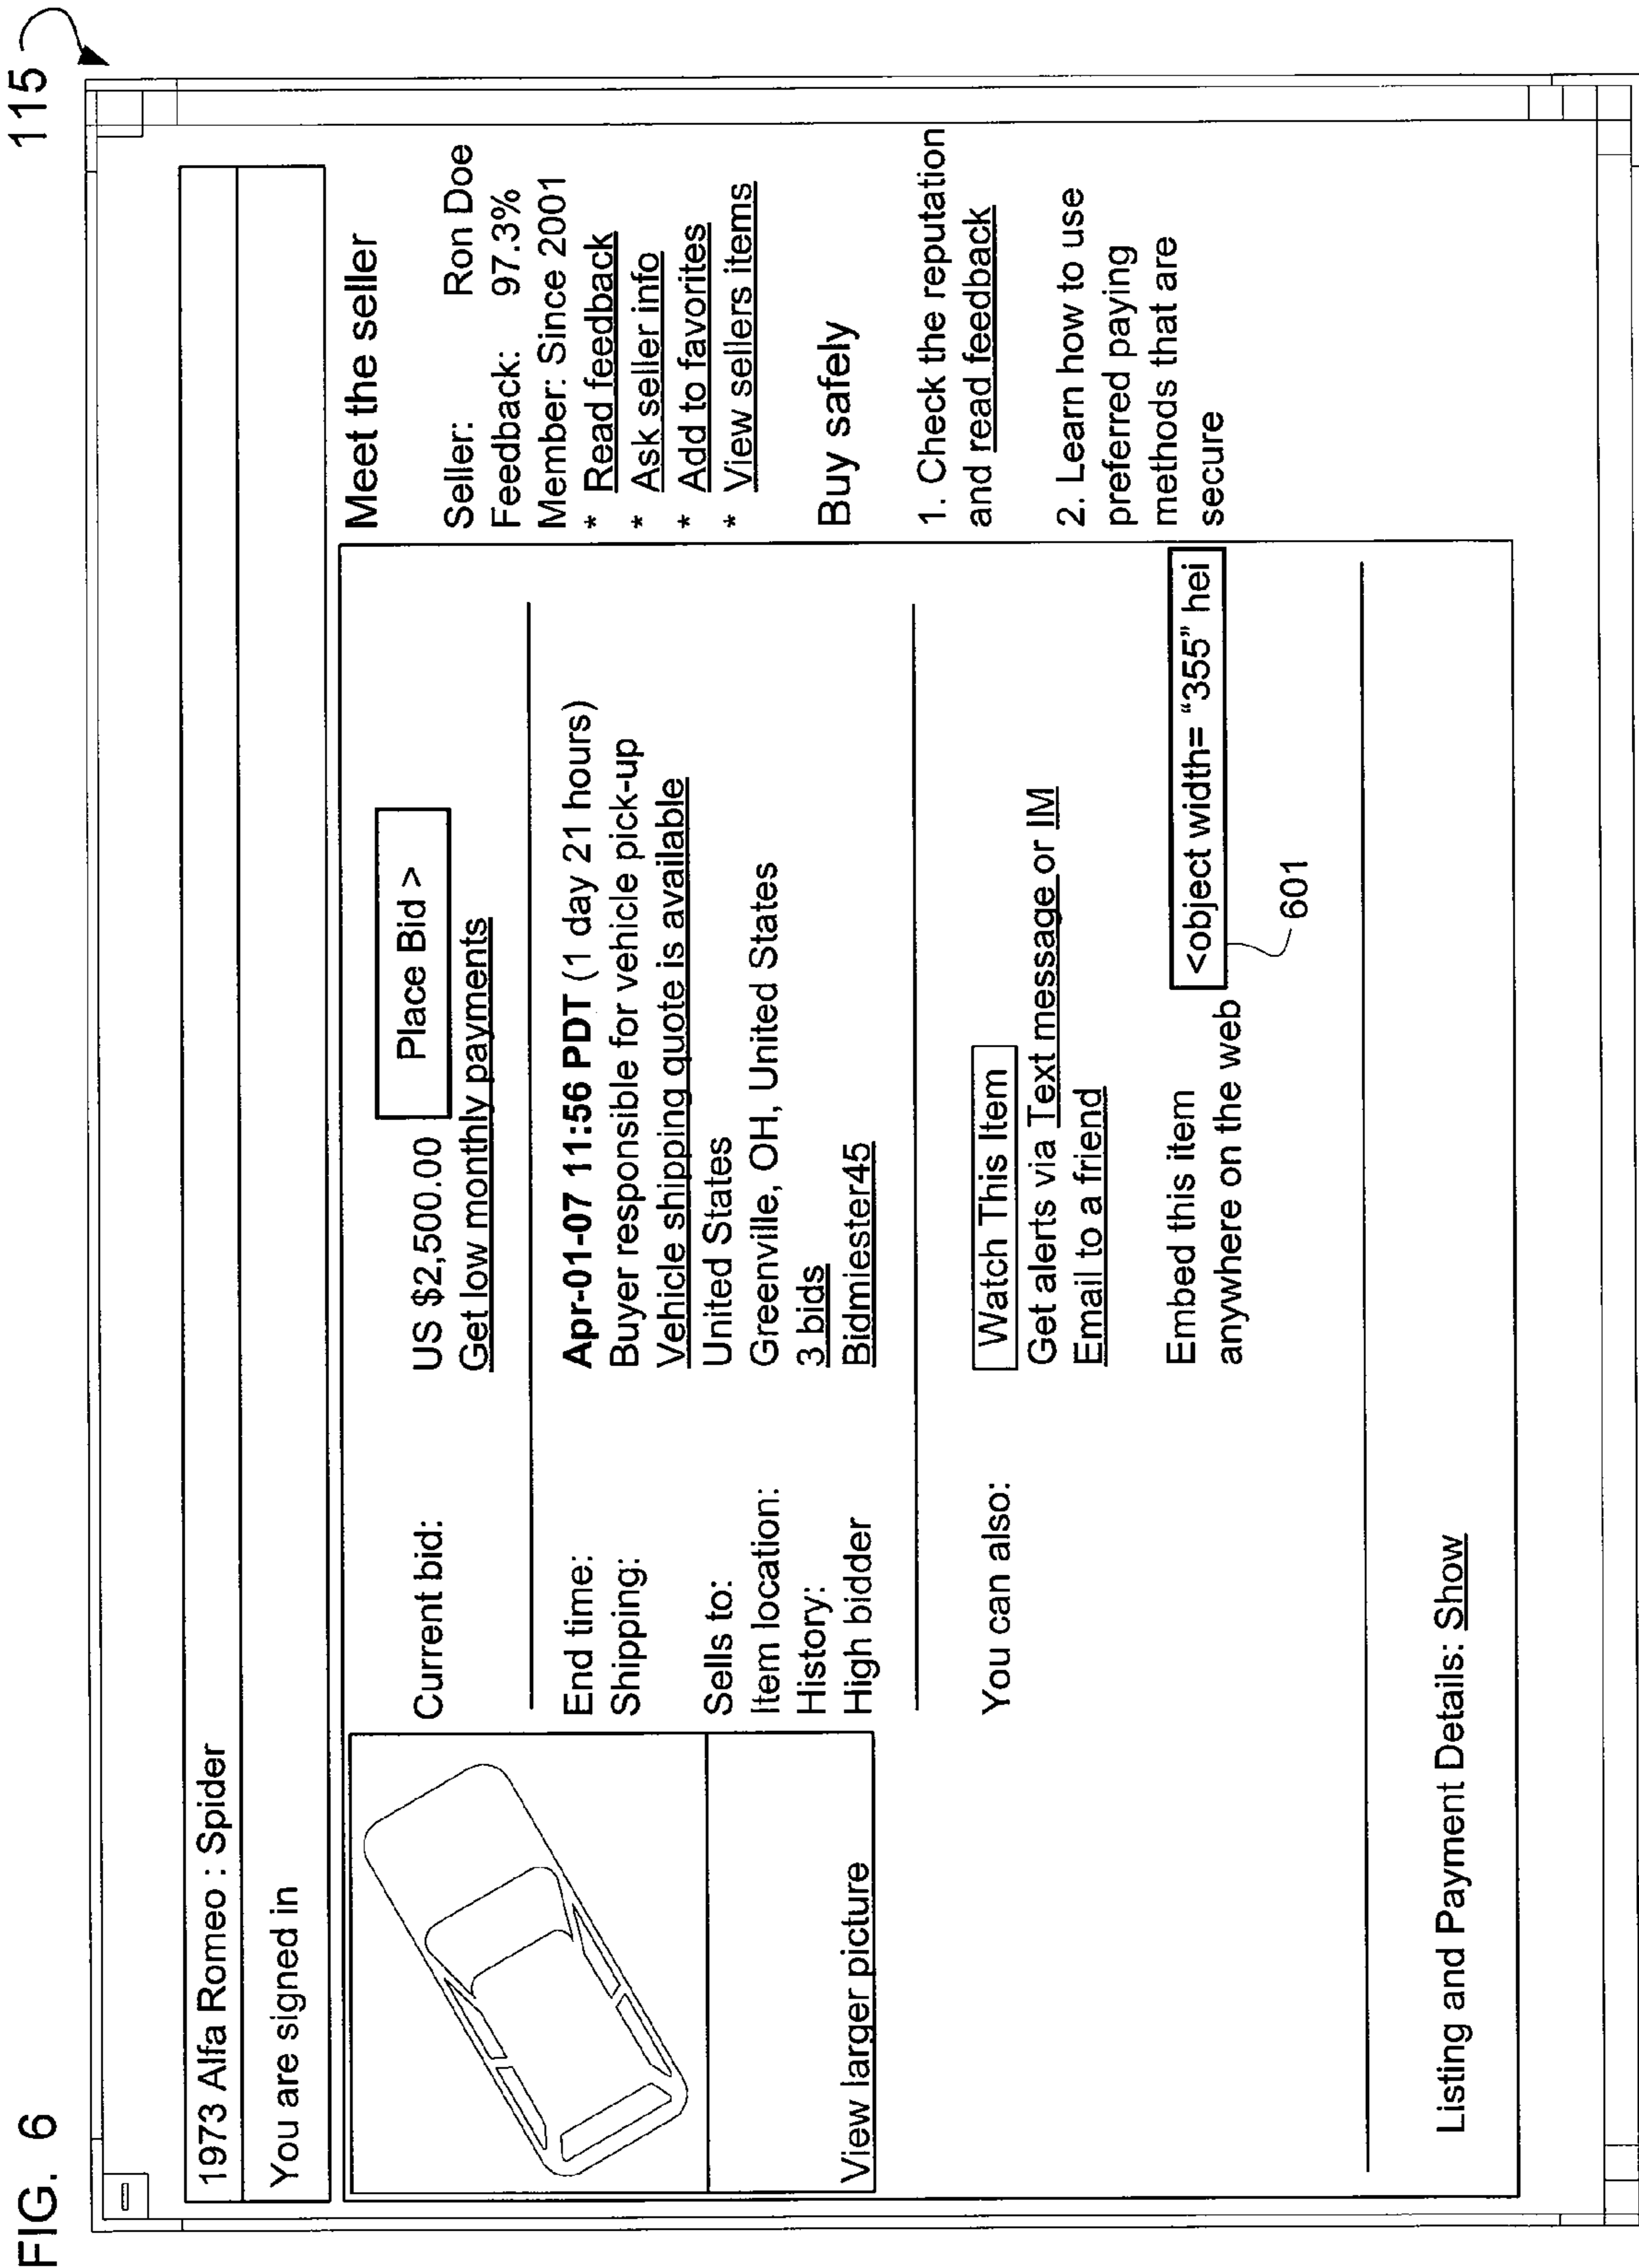 FIG. 6
115
1973 Alfa Romeo : Spider
You are signed in
View larger picture
Current bid:
US $2,500.00
Place Bid >
Get low monthly payments
End time:
Apr-01-07 11:56 PDT (1 day 21 hours)
Shipping:
Buyer responsible for vehicle pick-up
Vehicle shipping quote is available
Sells to:
United States
Item location:
Greenville, OH, United States
History:
3 bids
High bidder
Bidmiester45
You can also:
Watch This Item
Get alerts via Text message or IM
Email to a friend
Embed this item
anywhere on the web
<object width= “355” hei
601
Listing and Payment Details: Show
Meet the seller
Seller: Ron Doe
Feedback: 97.3%
Member: Since 2001
* Read feedback
* Ask seller info
* Add to favorites
* View sellers items
Buy safely
1. Check the reputation
and read feedback
2. Learn how to use
preferred paying
methods that are
secure